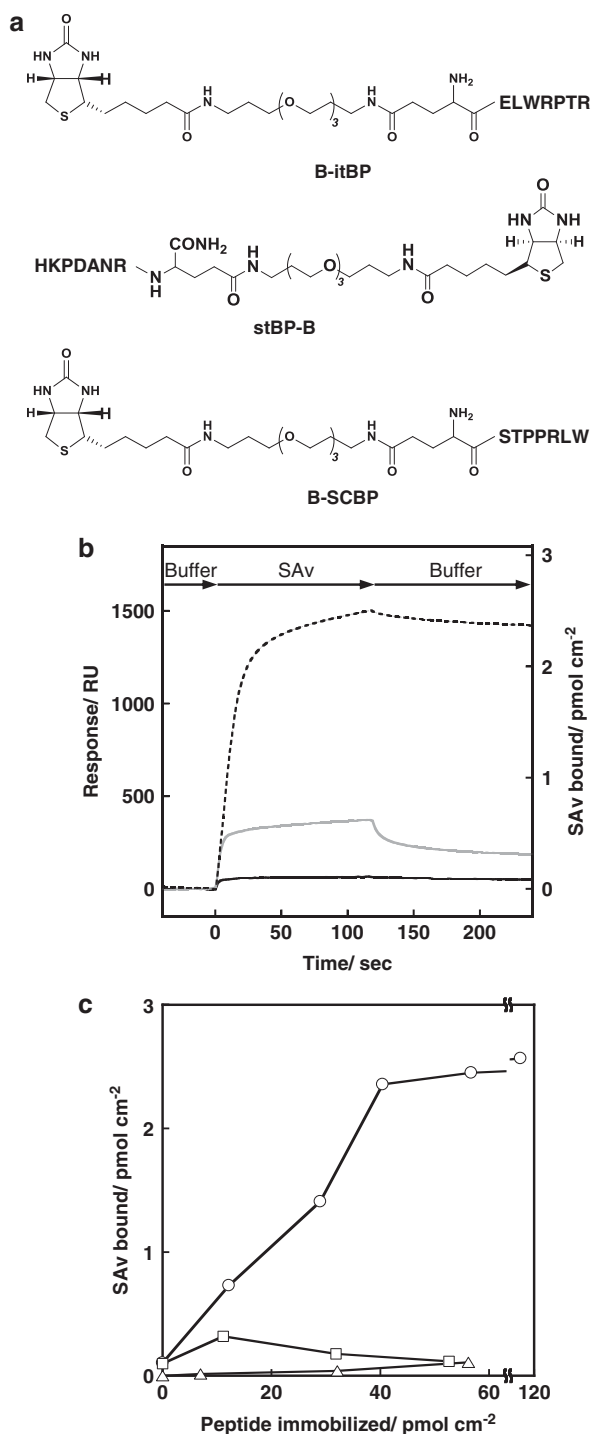 a
O
HN NH
H H
S
H N
O
O 3
H N
O
NH2
O
ELWRPTR
B-itBP
O
HN NH
H H
S
HKPDANR
CONH2
N H
O
H N
O 3
H N
O
stBP-B
O
HN NH
H H
S
H N
O
O 3
H N
O
NH2
O
STPPRLW
B-SCBP
b
Buffer SAv Buffer
Response/ RU
1500
1000
500
0
SAv bound/ pmol cm-2
3
2
1
0
0 50 100 150 200
Time/ sec
c
SAv bound/ pmol cm-2
3
2
1
0
0 20 40 60 120
Peptide immobilized/ pmol cm-2